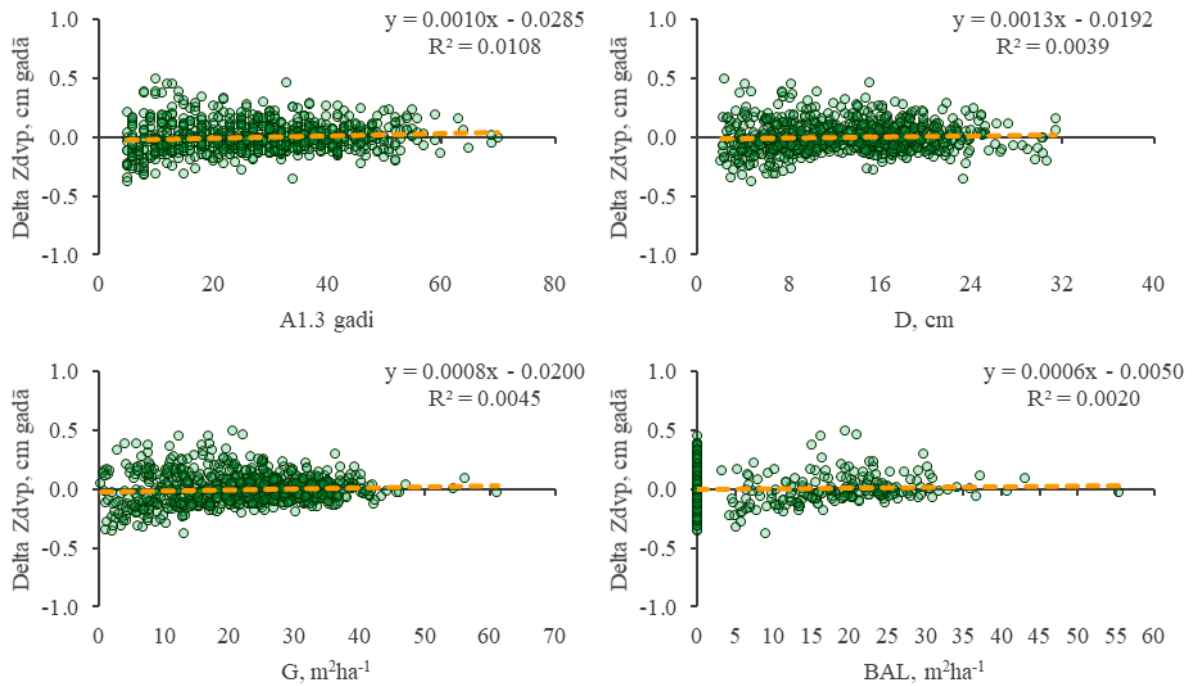 y = 0.0010x - 0.0285
R² = 0.0108
Delta Zdvp, cm gadā
1.0
0.5
0.0
-0.5
-1.0
0 20 40 60 80
A1.3 gadi
y = 0.0013x - 0.0192
R² = 0.0039
Delta Zdvp, cm gadā
1.0
0.5
0.0
-0.5
-1.0
0 8 16 24 32 40
D, cm
y = 0.0008x - 0.0200
R² = 0.0045
Delta Zdvp, cm gadā
1.0
0.5
0.0
-0.5
-1.0
0 10 20 30 40 50 60 70
G, m²ha⁻¹
y = 0.0006x - 0.0050
R² = 0.0020
Delta Zdvp, cm gadā
1.0
0.5
0.0
-0.5
-1.0
0 5 10 15 20 25 30 35 40 45 50 55 60
BAL, m²ha⁻¹